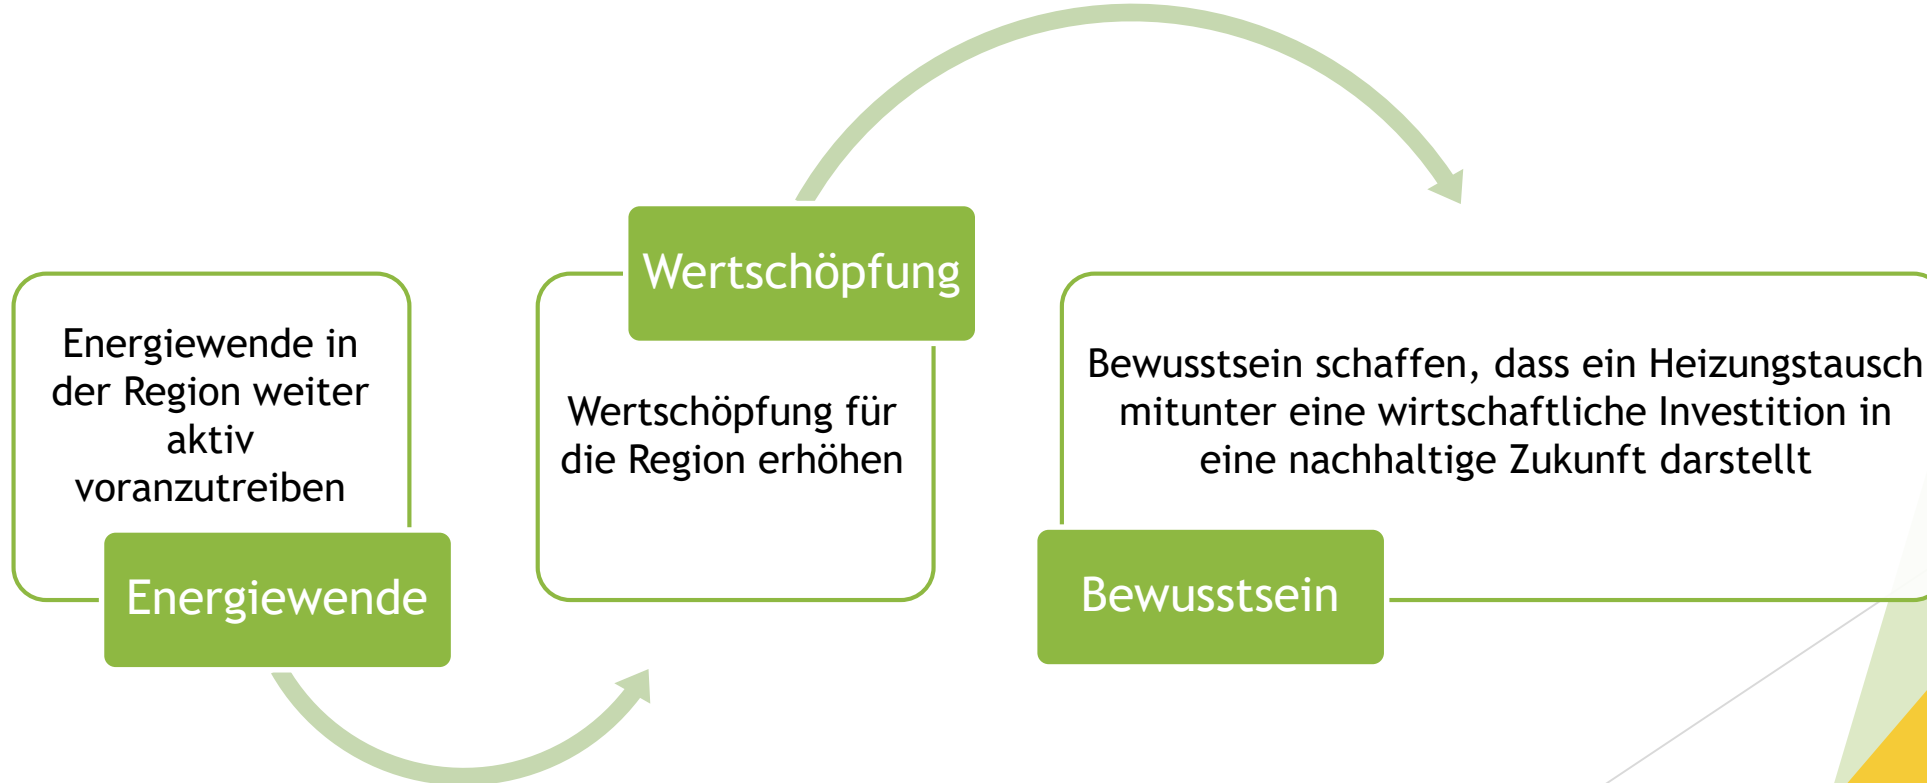 Energiewende in
der Region weiter
aktiv
voranzutreiben
Energiewende
Wertschöpfung
Wertschöpfung für
die Region erhöhen
Bewusstsein schaffen, dass ein Heizungstausch
mitunter eine wirtschaftliche Investition in
eine nachhaltige Zukunft darstellt
Bewusstsein